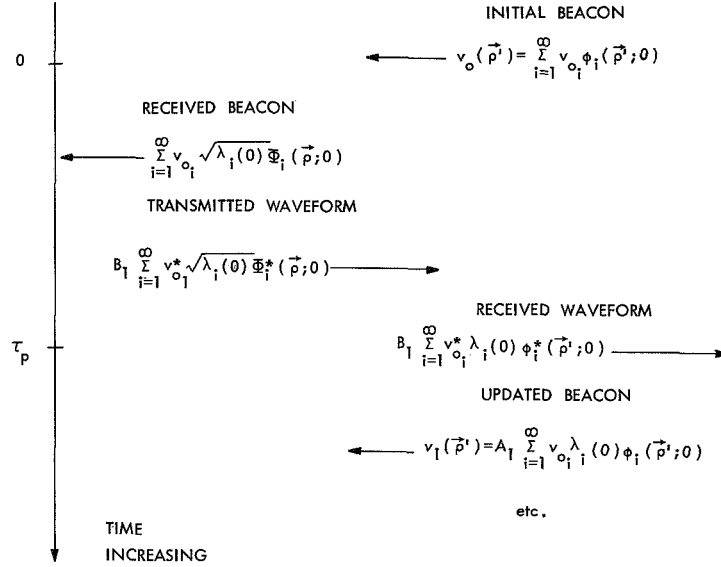 INITIAL BEACON
0
v_o(ρ⃗') = Σ_{i=1}^{∞} v_{o_i} φ_i(ρ⃗';0)
RECEIVED BEACON
Σ_{i=1}^{∞} v_{o_i} √λ_i(0) Φ_i(ρ⃗;0)
TRANSMITTED WAVEFORM
B_1 Σ_{i=1}^{∞} v*_{o_1} √λ_i(0) Φ*_i(ρ⃗;0)
RECEIVED WAVEFORM
τ_p
B_1 Σ_{i=1}^{∞} v*_{o_i} λ_i(0) φ*_i(ρ⃗';0)
UPDATED BEACON
v_1(ρ⃗') = A_1 Σ_{i=1}^{∞} v_{o_i} λ_i(0) φ_i(ρ⃗';0)
etc.
TIME
INCREASING